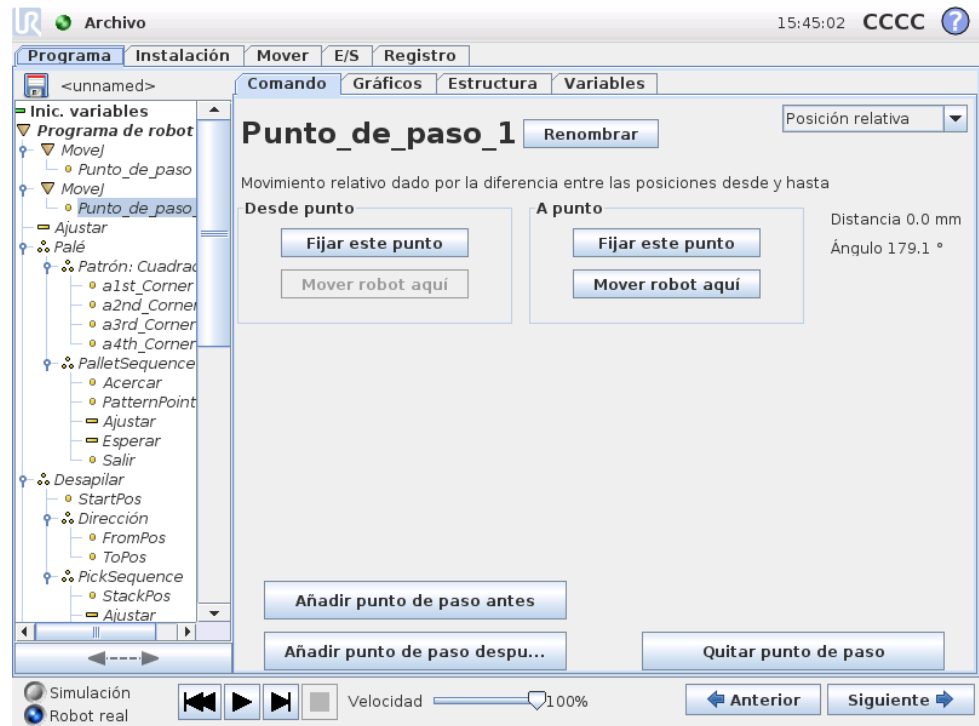 UR Archivo 15:45:02 CCCC ?
Programa Instalación Mover E/S Registro
<unnamed>
Comando Gráficos Estructura Variables
Inic. variables
Programa de robot
MoveJ
Punto_de_paso
MoveJ
Punto_de_paso_
Ajustar
Palé
Patrón: Cuadrad
a1st_Corner
a2nd_Corner
a3rd_Corner
a4th_Corner
PalletSequence
Acercar
PatternPoint
Ajustar
Esperar
Salir
Desapilar
StartPos
Dirección
FromPos
ToPos
PickSequence
StackPos
Ajustar
Punto_de_paso_1 Renombrar
Posición relativa
Movimiento relativo dado por la diferencia entre las posiciones desde y hasta
Desde punto
Fijar este punto
Mover robot aquí
A punto
Fijar este punto
Mover robot aquí
Distancia 0.0 mm
Ángulo 179.1 °
Añadir punto de paso antes
Añadir punto de paso despu...
Quitar punto de paso
Simulación
Robot real
Velocidad 100%
Anterior
Siguiente